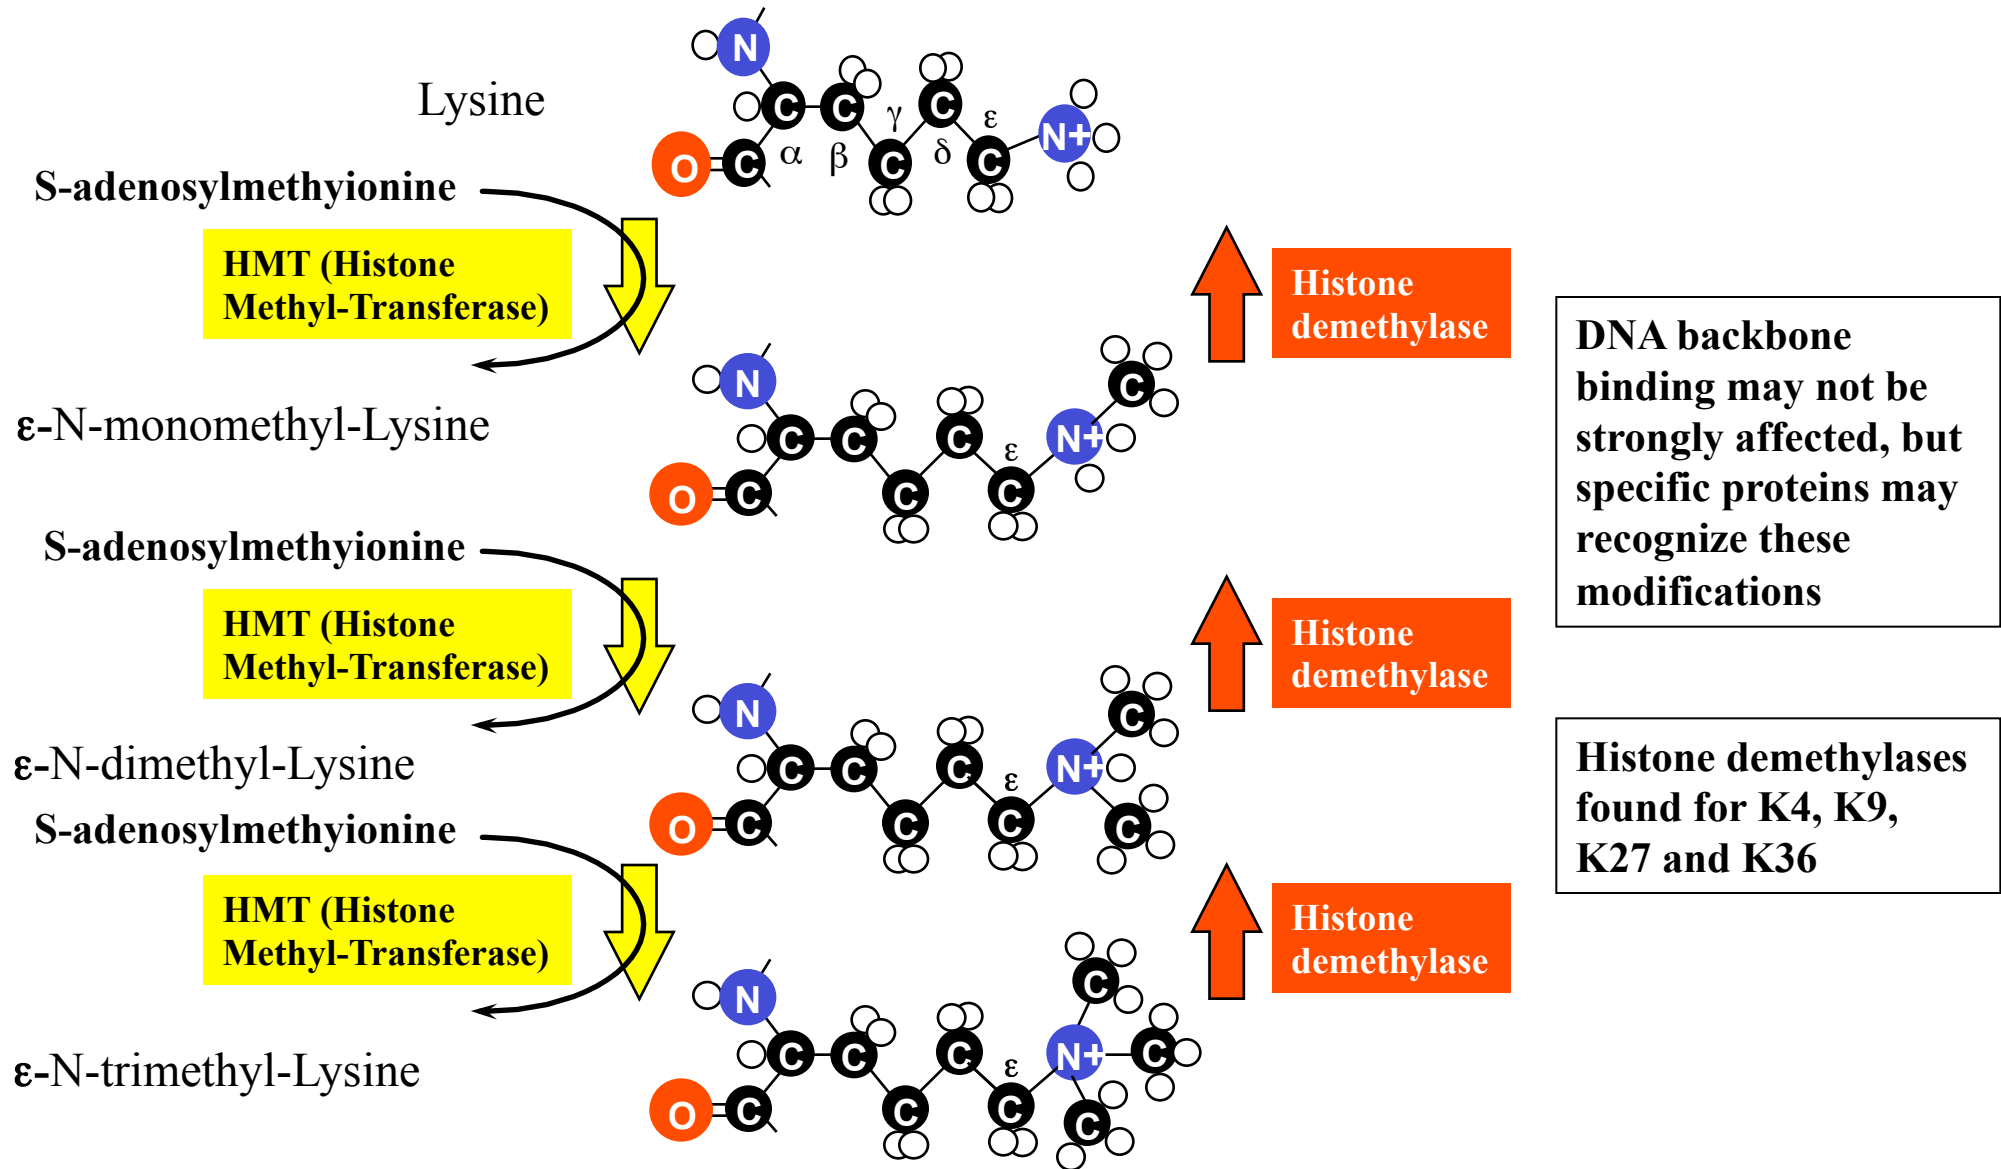 N
Lysine
C C C
γ ε
N+
O C α β C δ C
S-adenosylmethyionine
HMT (Histone
Methyl-Transferase)
Histone
demethylase
DNA backbone
binding may not be
strongly affected, but
specific proteins may
recognize these
modifications
N C
ε-N-monomethyl-Lysine
C C C ε N+
O C C C
S-adenosylmethyionine
HMT (Histone
Methyl-Transferase)
Histone
demethylase
N C
ε-N-dimethyl-Lysine
C C C ε N+
O C C C C
Histone demethylases
found for K4, K9,
K27 and K36
S-adenosylmethyionine
HMT (Histone
Methyl-Transferase)
Histone
demethylase
N C
ε-N-trimethyl-Lysine
C C C ε N+ C
O C C C C